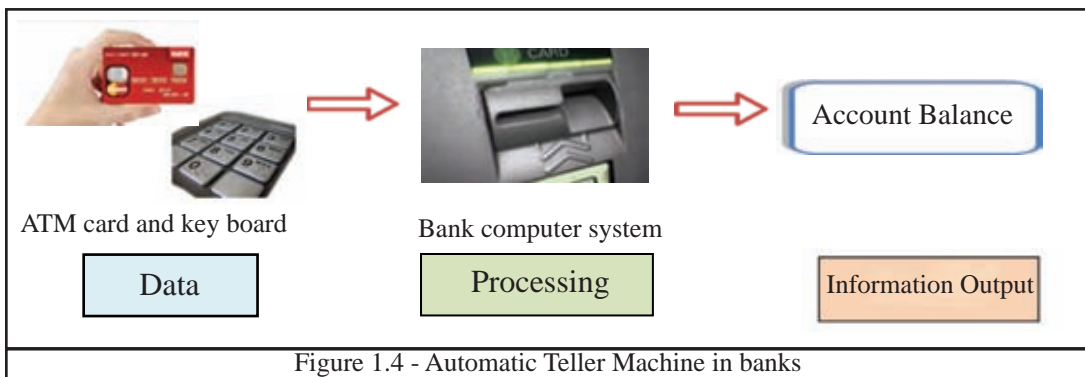 CARD
Account Balance
ATM card and key board
Bank computer system
Data
Processing
Information Output
Figure 1.4 - Automatic Teller Machine in banks